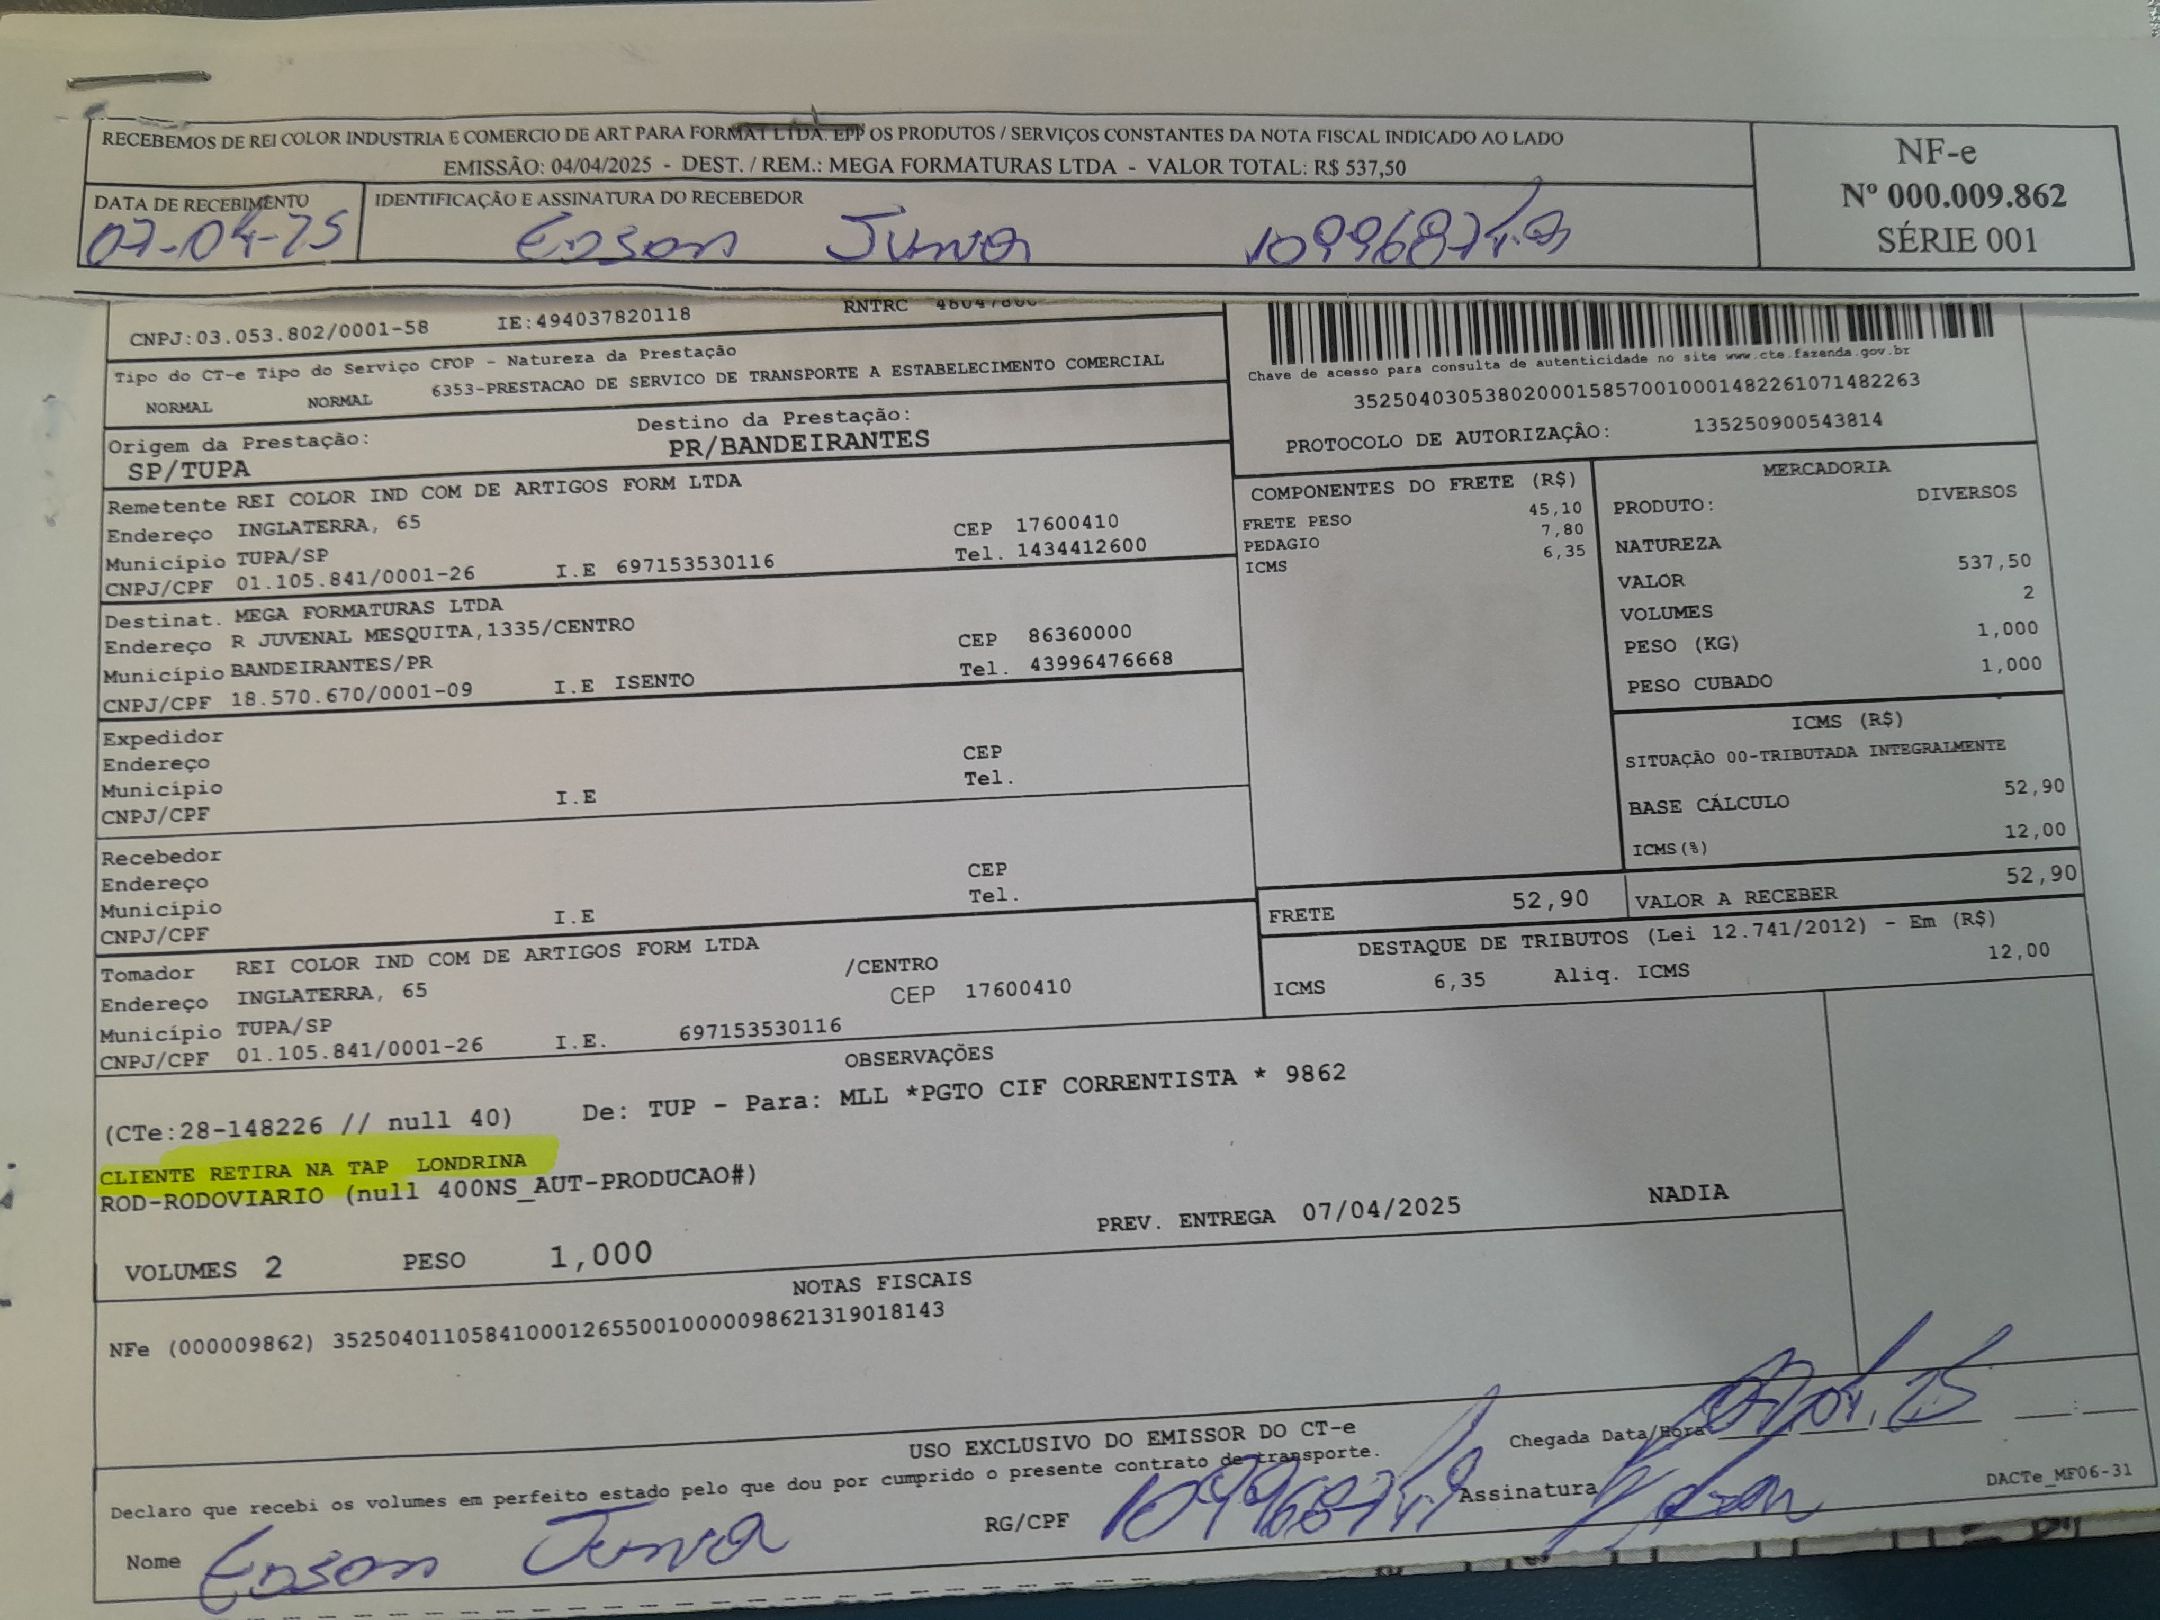 RECEBEMOS DE REI COLOR INDUSTRIA E COMERCIO DE ART PARA FORMAT LTDA. EPP OS PRODUTOS / SERVIÇOS CONSTANTES DA NOTA FISCAL INDICADO AO LADO
EMISSÃO: 04/04/2025 - DEST. / REM.: MEGA FORMATURAS LTDA - VALOR TOTAL: R$ 537,50
NF-e
Nº 000.009.862
SÉRIE 001
DATA DE RECEBIMENTO
07-04-25
IDENTIFICAÇÃO E ASSINATURA DO RECEBEDOR
Edson Junior
CNPJ:03.053.802/0001-58 IE:494037820118 RNTRC
Tipo do CT-e Tipo do Serviço CFOP - Natureza da Prestação
NORMAL NORMAL 6353-PRESTACAO DE SERVICO DE TRANSPORTE A ESTABELECIMENTO COMERCIAL
Origem da Prestação: Destino da Prestação:
SP/TUPA PR/BANDEIRANTES
Chave de acesso para consulta de autenticidade no site www.cte.fazenda.gov.br
35250403053802000158570010001482261071482263
PROTOCOLO DE AUTORIZAÇÂO: 135250900543814
Remetente REI COLOR IND COM DE ARTIGOS FORM LTDA
Endereço INGLATERRA, 65 CEP 17600410
Município TUPA/SP Tel. 1434412600
CNPJ/CPF 01.105.841/0001-26 I.E 697153530116
Destinat. MEGA FORMATURAS LTDA
Endereço R JUVENAL MESQUITA,1335/CENTRO CEP 86360000
Município BANDEIRANTES/PR Tel. 43996476668
CNPJ/CPF 18.570.670/0001-09 I.E ISENTO
Expedidor
Endereço CEP
Município Tel.
CNPJ/CPF I.E
Recebedor
Endereço CEP
Município Tel.
CNPJ/CPF I.E
Tomador REI COLOR IND COM DE ARTIGOS FORM LTDA
Endereço INGLATERRA, 65 /CENTRO
Município TUPA/SP CEP 17600410
CNPJ/CPF 01.105.841/0001-26 I.E. 697153530116
COMPONENTES DO FRETE (R$)
FRETE PESO 45,10
PEDAGIO 7,80
ICMS 6,35
MERCADORIA
PRODUTO: DIVERSOS
NATUREZA
VALOR 537,50
VOLUMES 2
PESO (KG) 1,000
PESO CUBADO 1,000
ICMS (R$)
SITUAÇÃO 00-TRIBUTADA INTEGRALMENTE
BASE CÁLCULO 52,90
ICMS(%) 12,00
FRETE 52,90 VALOR A RECEBER 52,90
DESTAQUE DE TRIBUTOS (Lei 12.741/2012) - Em (R$)
ICMS 6,35 Aliq. ICMS 12,00
OBSERVAÇÕES
(CTe:28-148226 // null 40) De: TUP - Para: MLL *PGTO CIF CORRENTISTA * 9862
CLIENTE RETIRA NA TAP LONDRINA
ROD-RODOVIARIO (null 400NS_AUT-PRODUCAO#)
PREV. ENTREGA 07/04/2025 NADIA
VOLUMES 2 PESO 1,000
NOTAS FISCAIS
NFe (000009862) 35250401105841000126550010000098621319018143
USO EXCLUSIVO DO EMISSOR DO CT-e
Declaro que recebi os volumes em perfeito estado pelo que dou por cumprido o presente contrato de transporte.
Chegada Data/Hora
Nome Edson Junior RG/CPF Assinatura Edson
DACTe_MF06-31